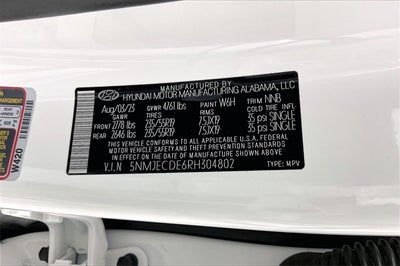 MANUFACTURED BY
HYUNDAI MOTOR MANUFACTURING ALABAMA, LLC
Aug/03/23 GVWR 4761 lbs PAINT W6H TRIM NNB
GAWR TIRES RIMS COLD TIRE INFL.
FRONT 2778 lbs 235/55R19 7.5JX19 35 psi SINGLE
REAR 2646 lbs 235/55R19 7.5JX19 35 psi SINGLE
THIS VEHICLE CONFORMS TO ALL APPLICABLE U.S.A. FEDERAL
MOTOR VEHICLE SAFETY, BUMPER, AND THEFT PREVENTION
STANDARDS IN EFFECT ON THE DATE OF MANUFACTURE SHOWN ABOVE.
V.I.N 5NMJECDE6RH304802 TYPE: MPV
W420